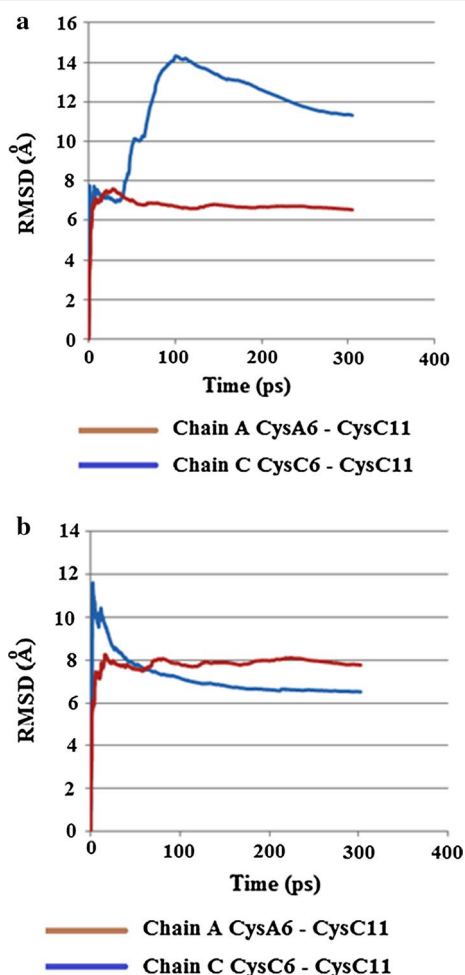 a
16
14
12
10
8
6
4
2
0
RMSD (Å)
0 100 200 300 400
Time (ps)
Chain A CysA6 - CysC11
Chain C CysC6 - CysC11
b
14
12
10
8
6
4
2
0
RMSD (Å)
0 100 200 300 400
Time (ps)
Chain A CysA6 - CysC11
Chain C CysC6 - CysC11